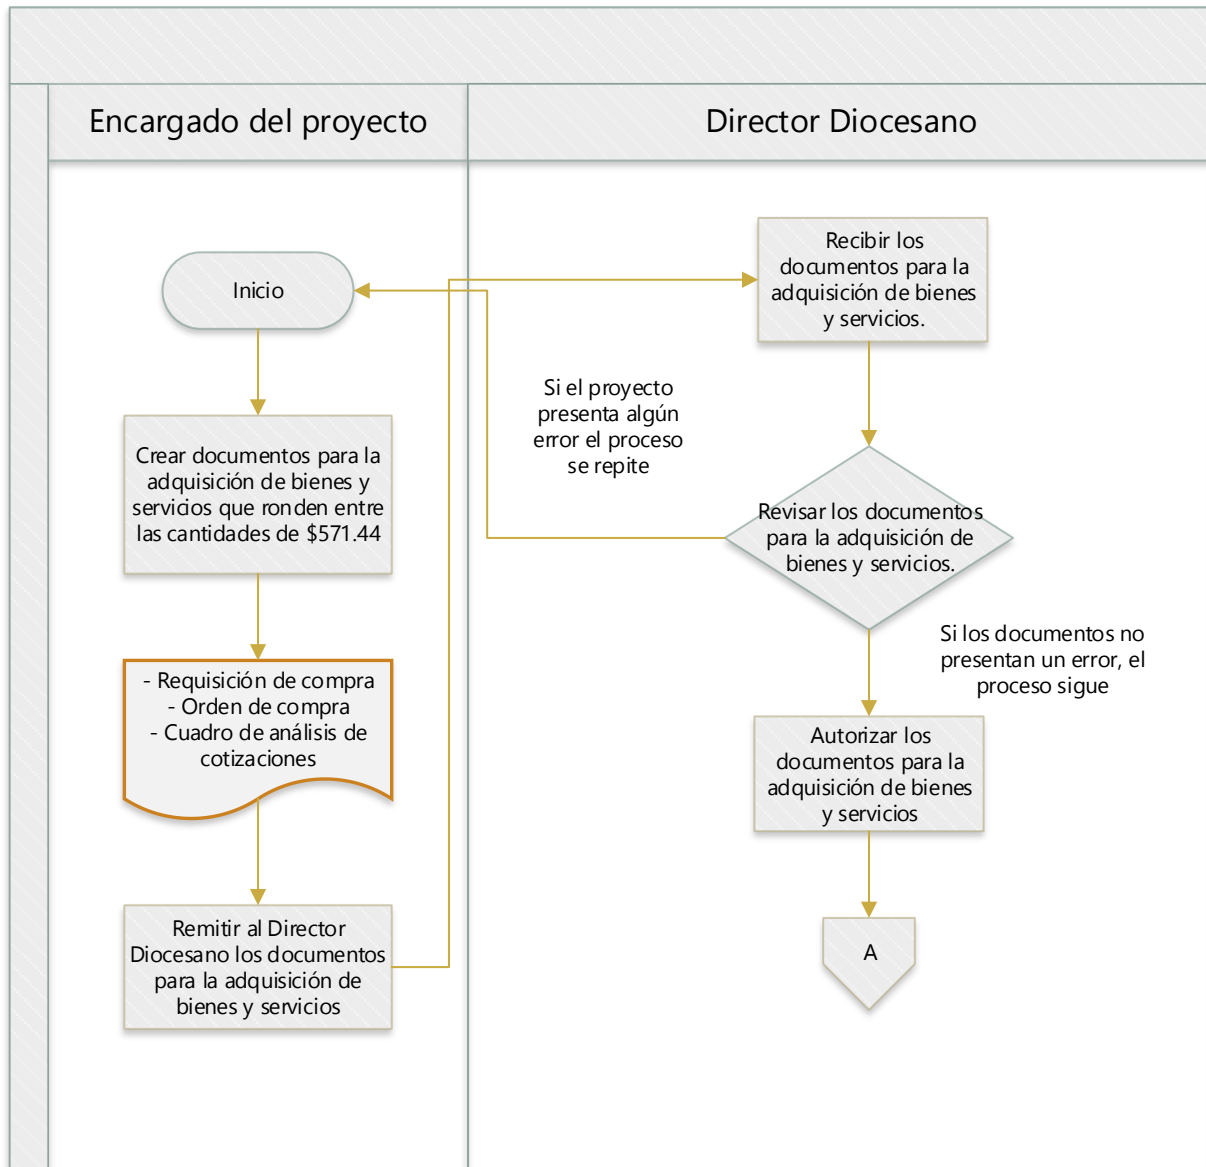 Encargado del proyecto
Director Diocesano
Inicio
Crear documentos para la
adquisición de bienes y
servicios que ronden entre
las cantidades de $571.44
- Requisición de compra
- Orden de compra
- Cuadro de análisis de
cotizaciones
Remitir al Director
Diocesano los documentos
para la adquisición de
bienes y servicios
Recibir los
documentos para la
adquisición de bienes
y servicios.
Si el proyecto
presenta algún
error el proceso
se repite
Revisar los documentos
para la adquisición de
bienes y servicios.
Si los documentos no
presentan un error, el
proceso sigue
Autorizar los
documentos para la
adquisición de bienes
y servicios
A